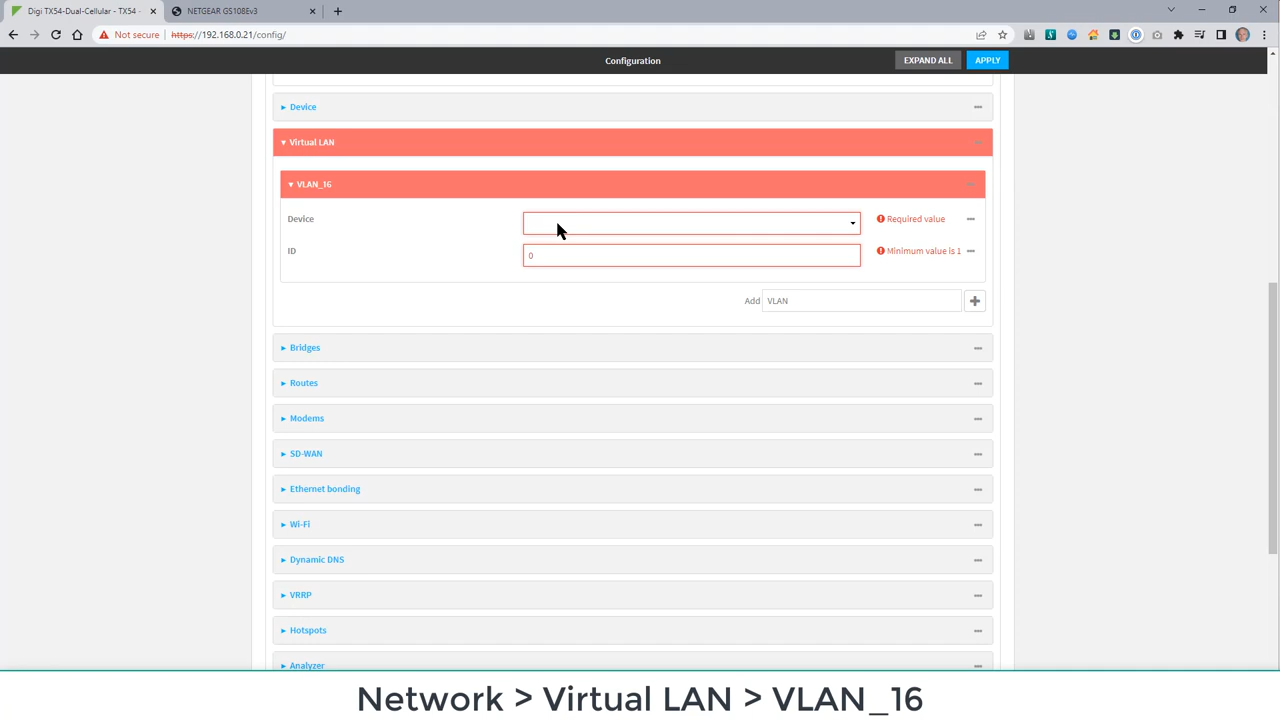 Digi TX54-Dual-Cellular - TX54 -
NETGEAR GS108Ev3
Not secure https://192.168.0.21/config/
Configuration
EXPAND ALL
APPLY
Device
Virtual LAN
VLAN_16
Device
Required value
ID
0
Minimum value is 1
Add VLAN
Bridges
Routes
Modems
SD-WAN
Ethernet bonding
Wi-Fi
Dynamic DNS
VRRP
Hotspots
Analyzer
Network > Virtual LAN > VLAN_16